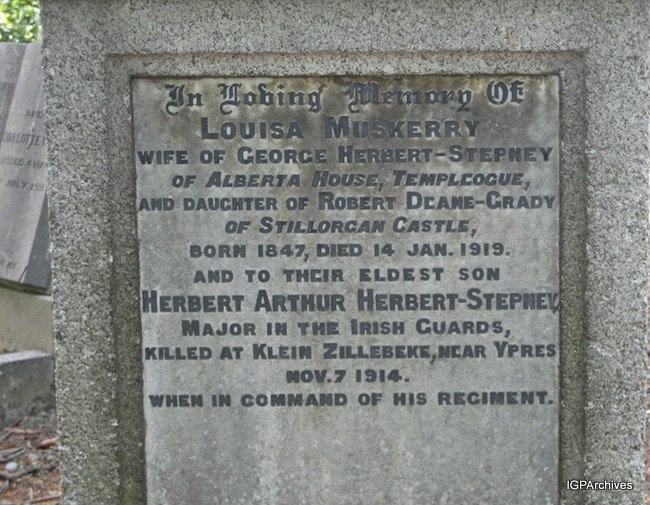 In Loving Memory Of
LOUISA MUSKERRY
WIFE OF GEORGE HERBERT-STEPNEY
OF ALBERTA HOUSE, TEMPLEOGUE,
AND DAUGHTER OF ROBERT DEANE-GRADY
OF STILLORGAN CASTLE,
BORN 1847, DIED 14 JAN. 1919.
AND TO THEIR ELDEST SON
HERBERT ARTHUR HERBERT-STEPNEY,
MAJOR IN THE IRISH GUARDS,
KILLED AT KLEIN ZILLEBEKE, NEAR YPRES
NOV. 7 1914.
WHEN IN COMMAND OF HIS REGIMENT.
IGPArchives